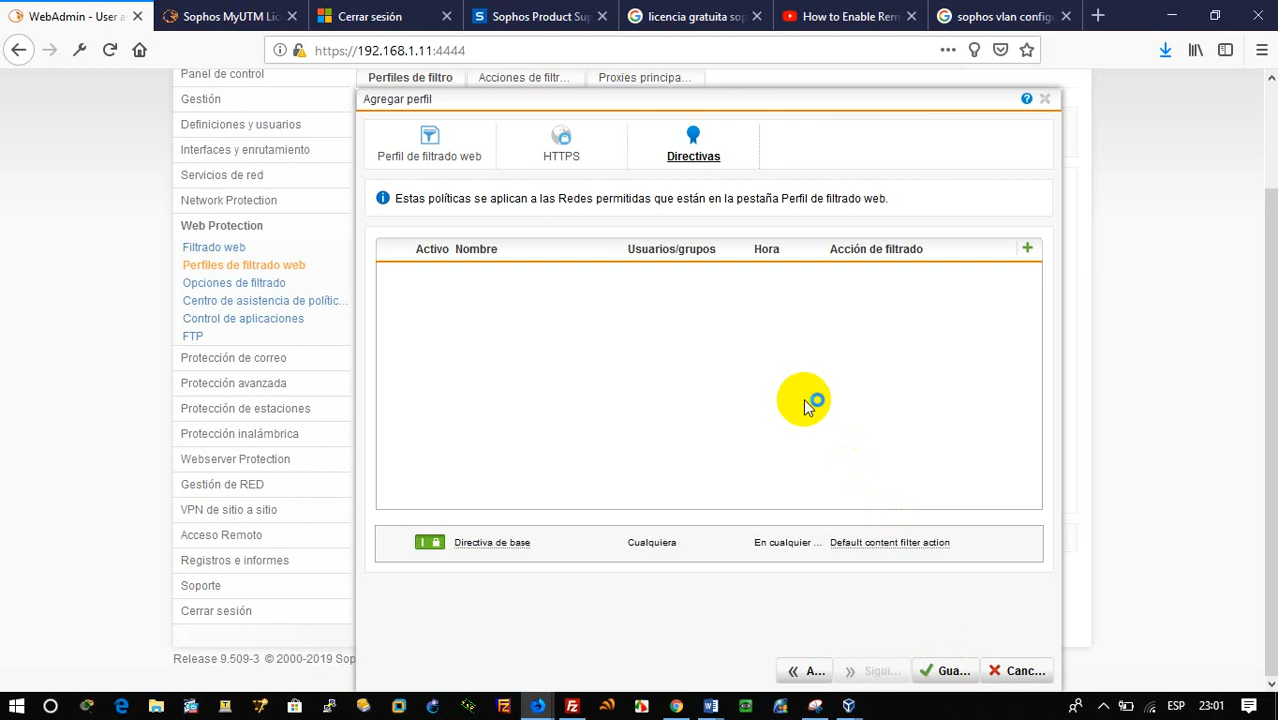 WebAdmin - User a
Sophos MyUTM Lic
Cerrar sesión
Sophos Product Sup
licencia gratuita sop
How to Enable Rem
sophos vlan config
https://192.168.1.11:4444
Panel de control
Gestión
Definiciones y usuarios
Interfaces y enrutamiento
Servicios de red
Network Protection
Web Protection
Filtrado web
Perfiles de filtrado web
Opciones de filtrado
Centro de asistencia de polític...
Control de aplicaciones
FTP
Protección de correo
Protección avanzada
Protección de estaciones
Protección inalámbrica
Webserver Protection
Gestión de RED
VPN de sitio a sitio
Acceso Remoto
Registros e informes
Soporte
Cerrar sesión
Release 9.509-3 © 2000-2019 Sop
Perfiles de filtro Acciones de filtr... Proxies principa...
Agregar perfil
Perfil de filtrado web HTTPS Directivas
Estas políticas se aplican a las Redes permitidas que están en la pestaña Perfil de filtrado web.
Activo Nombre Usuarios/grupos Hora Acción de filtrado
Directiva de base Cualquiera En cualquier ... Default content filter action
A... Sigui... Gua... Canc...
ESP 23:01